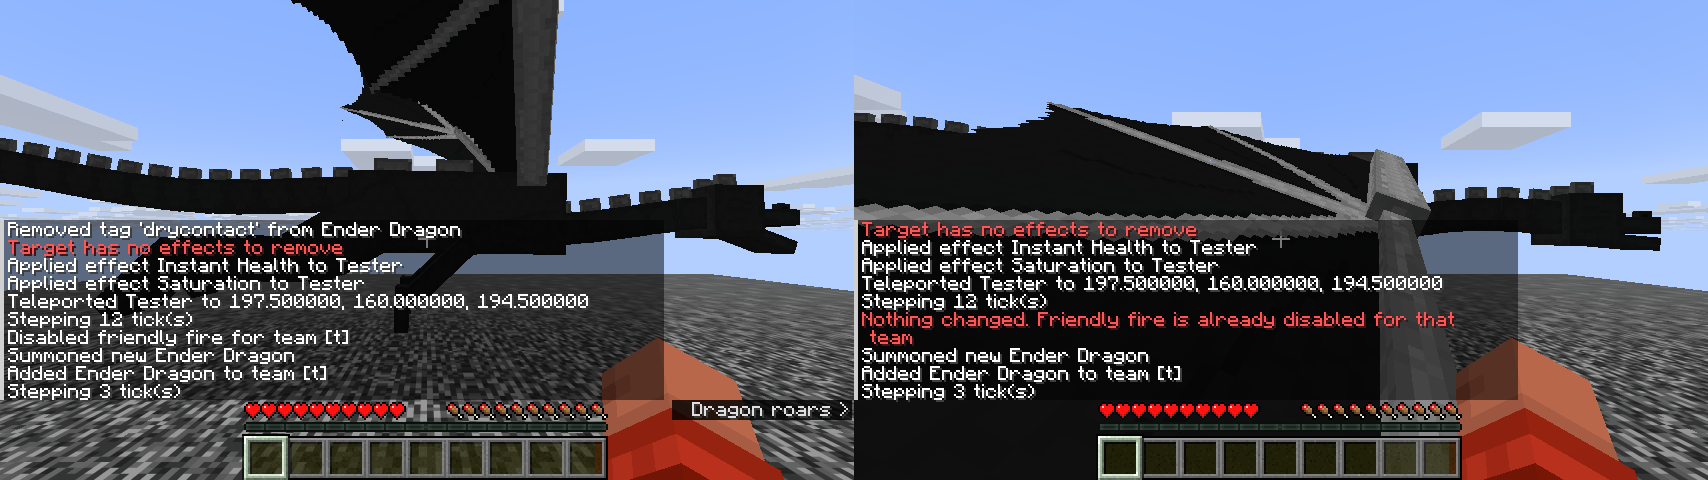 Removed tag 'drycontact' from Ender Dragon
Target has no effects to remove
Applied effect Instant Health to Tester
Applied effect Saturation to Tester
Teleported Tester to 197.500000, 160.000000, 194.500000
Stepping 12 tick(s)
Disabled friendly fire for team [t]
Summoned new Ender Dragon
Added Ender Dragon to team [t]
Stepping 3 tick(s)
Dragon roars >
Target has no effects to remove
Applied effect Instant Health to Tester
Applied effect Saturation to Tester
Teleported Tester to 197.500000, 160.000000, 194.500000
Stepping 12 tick(s)
Nothing changed. Friendly fire is already disabled for that
team
Summoned new Ender Dragon
Added Ender Dragon to team [t]
Stepping 3 tick(s)